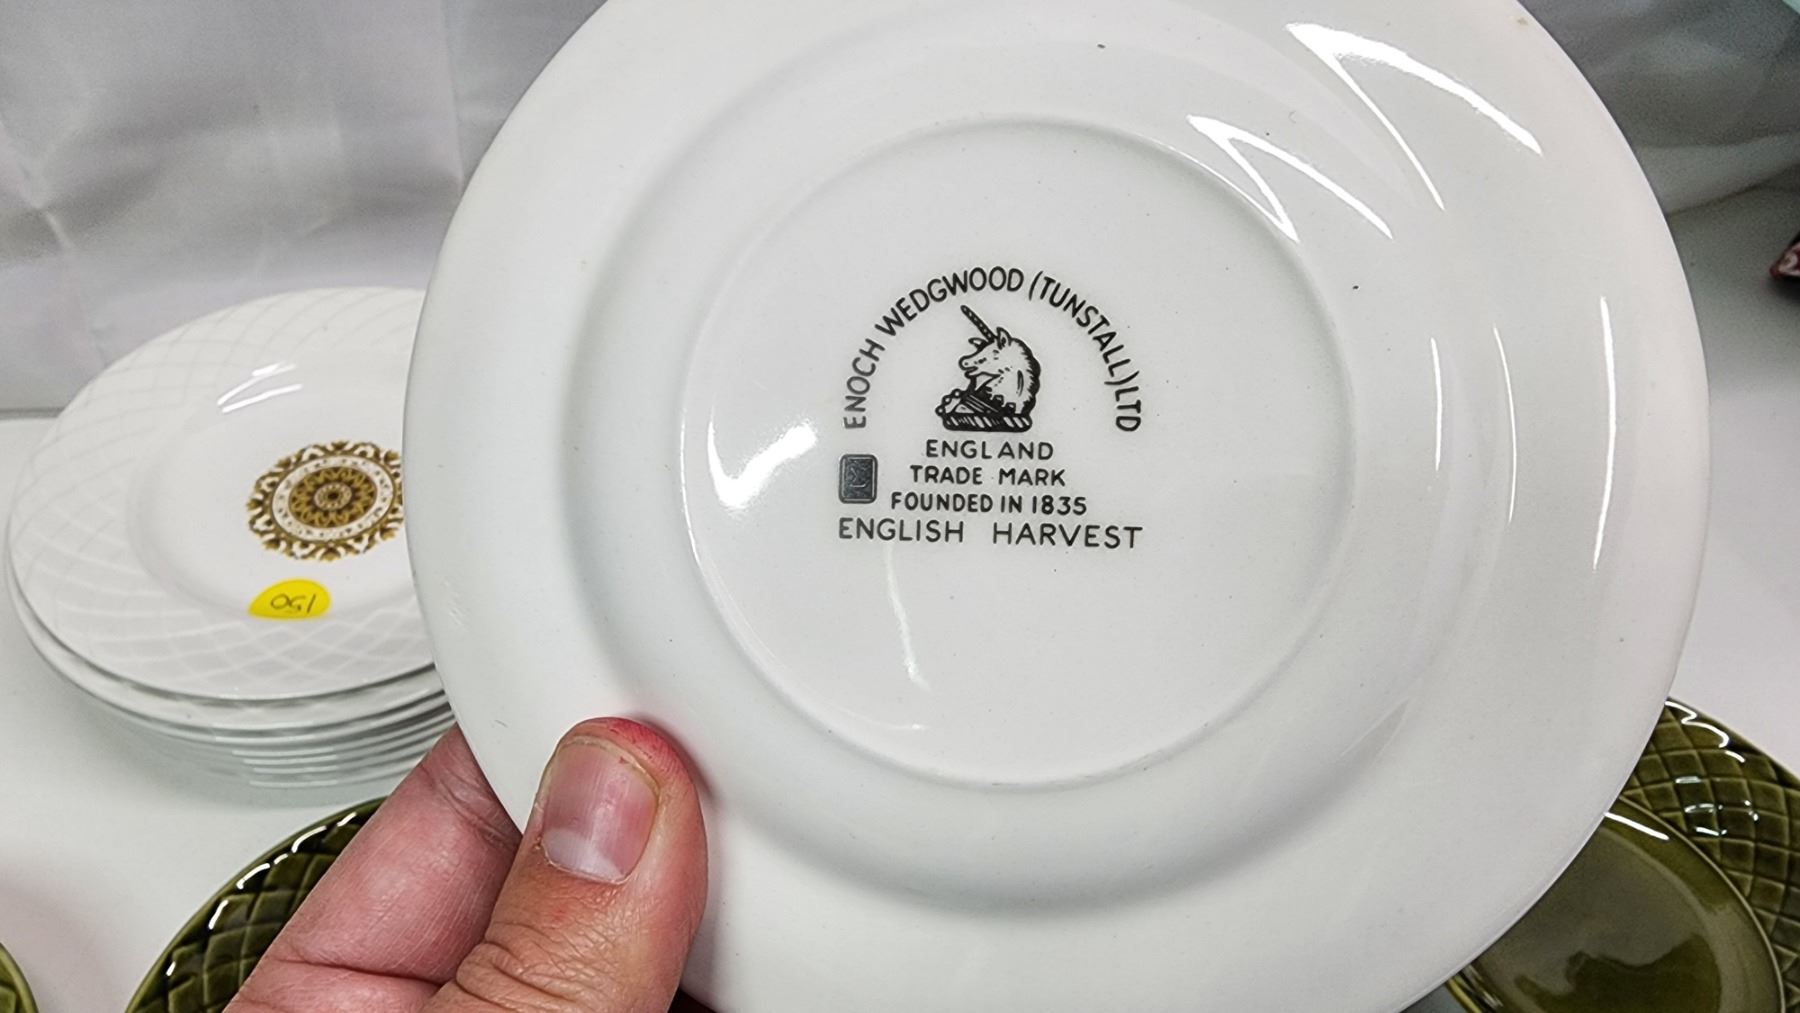 ENOCH WEDGWOOD (TUNSTALL) LTD
ENGLAND
TRADE MARK
FOUNDED IN 1835
ENGLISH HARVEST
150